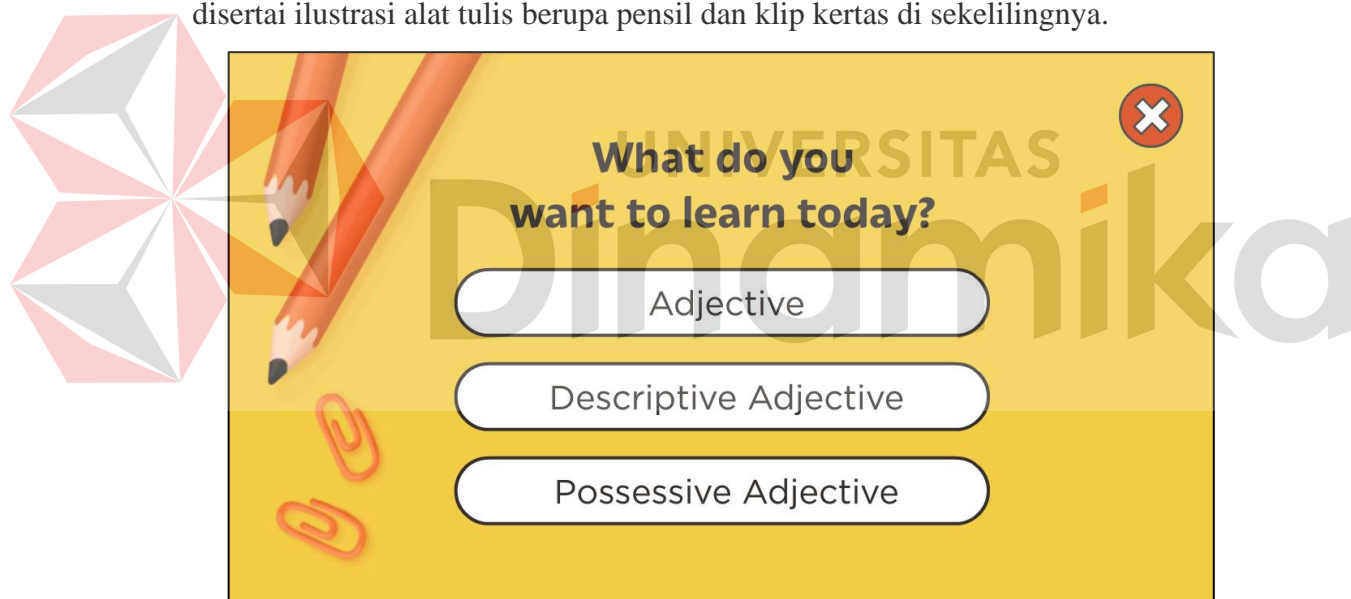 disertai ilustrasi alat tulis berupa pensil dan klip kertas di sekelilingnya.
UNIVERSITAS
Dinamika
What do you
want to learn today?
Adjective
Descriptive Adjective
Possessive Adjective